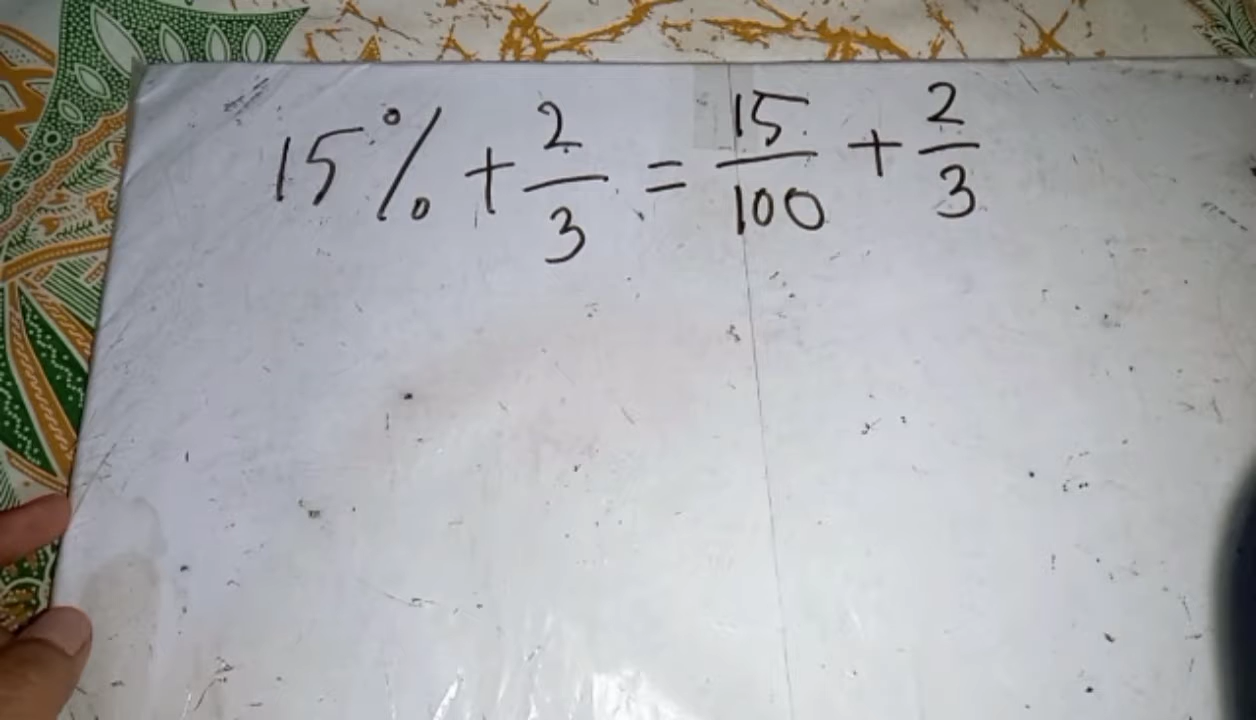 15% + 2/3 = 15/100 + 2/3